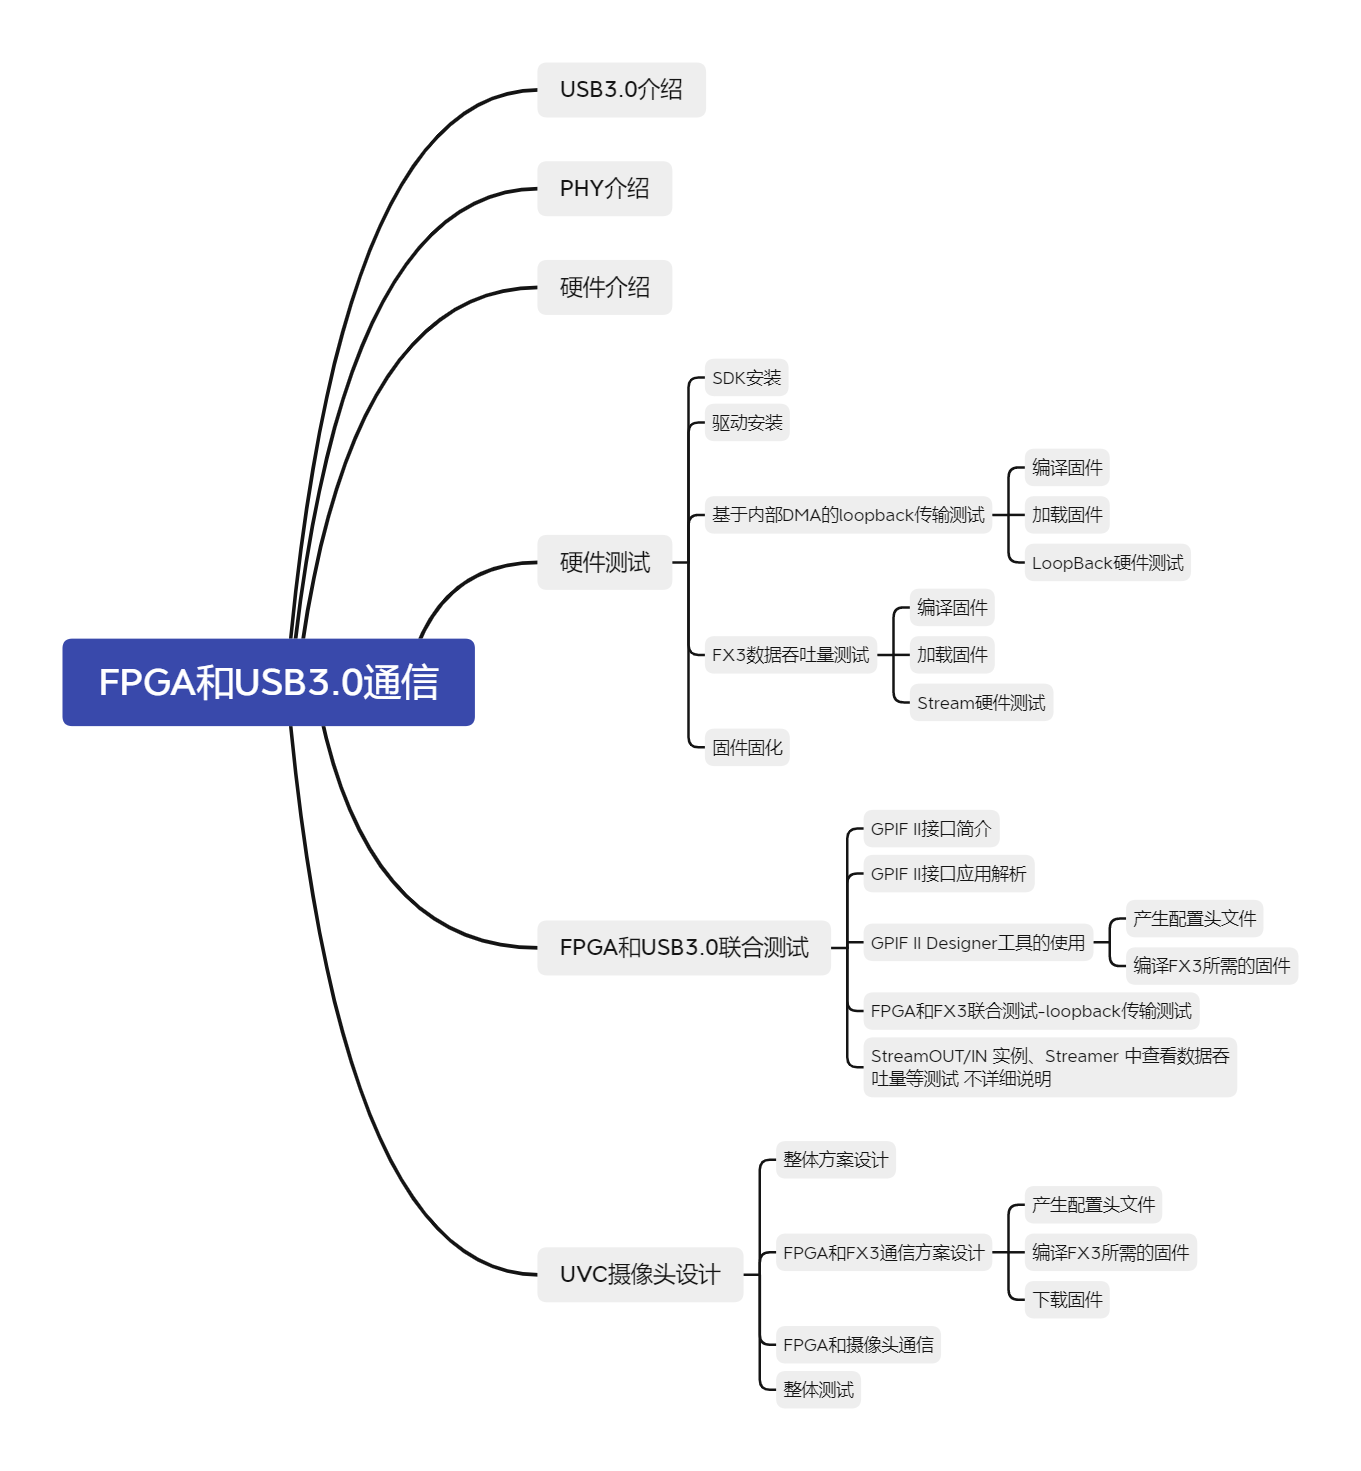 USB3.0介绍
PHY介绍
硬件介绍
SDK安装
驱动安装
编译固件
基于内部DMA的loopback传输测试
加载固件
LoopBack硬件测试
硬件测试
编译固件
FX3数据吞吐量测试
加载固件
Stream硬件测试
固件固化
FPGA和USB3.0通信
GPIF II接口简介
GPIF II接口应用解析
产生配置头文件
GPIF II Designer工具的使用
编译FX3所需的固件
FPGA和USB3.0联合测试
FPGA和FX3联合测试-loopback传输测试
StreamOUT/IN 实例、Streamer 中查看数据吞
吐量等测试 不详细说明
整体方案设计
产生配置头文件
FPGA和FX3通信方案设计
编译FX3所需的固件
下载固件
UVC摄像头设计
FPGA和摄像头通信
整体测试